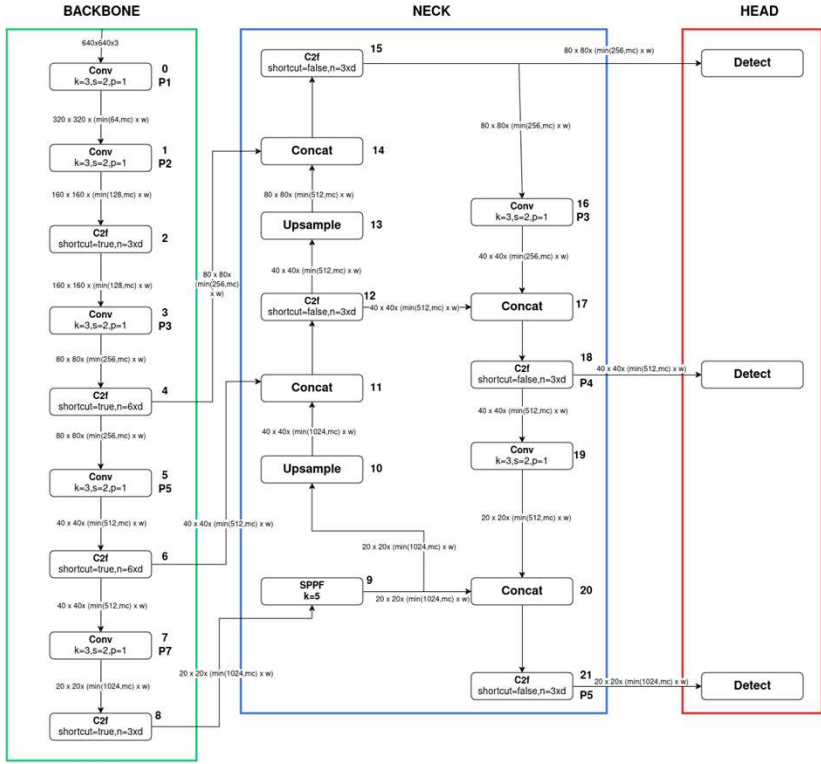 BACKBONE
NECK
HEAD
640x640x3
Conv
k=3,s=2,p=1
0
P1
320 x 320 x (min(64,mc) x w)
Conv
k=3,s=2,p=1
1
P2
160 x 160 x (min(128,mc) x w)
C2f
shortcut=true,n=3xd
2
160 x 160 x (min(128,mc) x w)
Conv
k=3,s=2,p=1
3
P3
80 x 80x (min(256,mc) x w)
C2f
shortcut=true,n=6xd
4
80 x 80x
(min(256,mc)
x w)
80 x 80x (min(256,mc) x w)
Conv
k=3,s=2,p=1
5
P5
40 x 40x (min(512,mc) x w)
C2f
shortcut=true,n=6xd
6
40 x 40x (min(512,mc) x w)
40 x 40x (min(512,mc) x w)
Conv
k=3,s=2,p=1
7
P7
20 x 20x (min(1024,mc) x w)
C2f
shortcut=true,n=3xd
8
20 x 20x (min(1024,mc) x w)
C2f
shortcut=false,n=3xd
15
80 x 80x (min(256,mc) x w)
Concat
14
80 x 80x (min(512,mc) x w)
Upsample
13
40 x 40x (min(512,mc) x w)
C2f
shortcut=false,n=3xd
12
40 x 40x (min(512,mc) x w)
Concat
11
40 x 40x (min(1024,mc) x w)
Upsample
10
20 x 20x (min(1024,mc) x w)
SPPF
k=5
9
20 x 20x (min(1024,mc) x w)
80 x 80x (min(256,mc) x w)
Conv
k=3,s=2,p=1
16
P3
40 x 40x (min(256,mc) x w)
Concat
17
C2f
shortcut=false,n=3xd
18
P4
40 x 40x (min(512,mc) x w)
40 x 40x (min(512,mc) x w)
Conv
k=3,s=2,p=1
19
20 x 20x (min(512,mc) x w)
Concat
20
C2f
shortcut=false,n=3xd
21
P5
20 x 20x (min(1024,mc) x w)
Detect
Detect
Detect